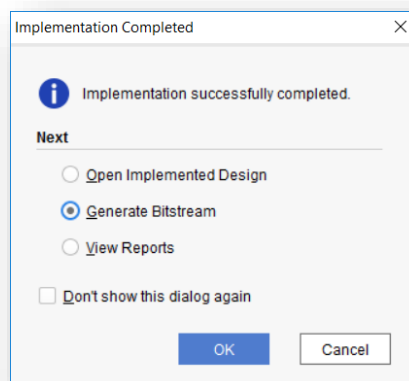 Implementation Completed
Implementation successfully completed.
Next
Open Implemented Design
Generate Bitstream
View Reports
Don't show this dialog again
OK
Cancel